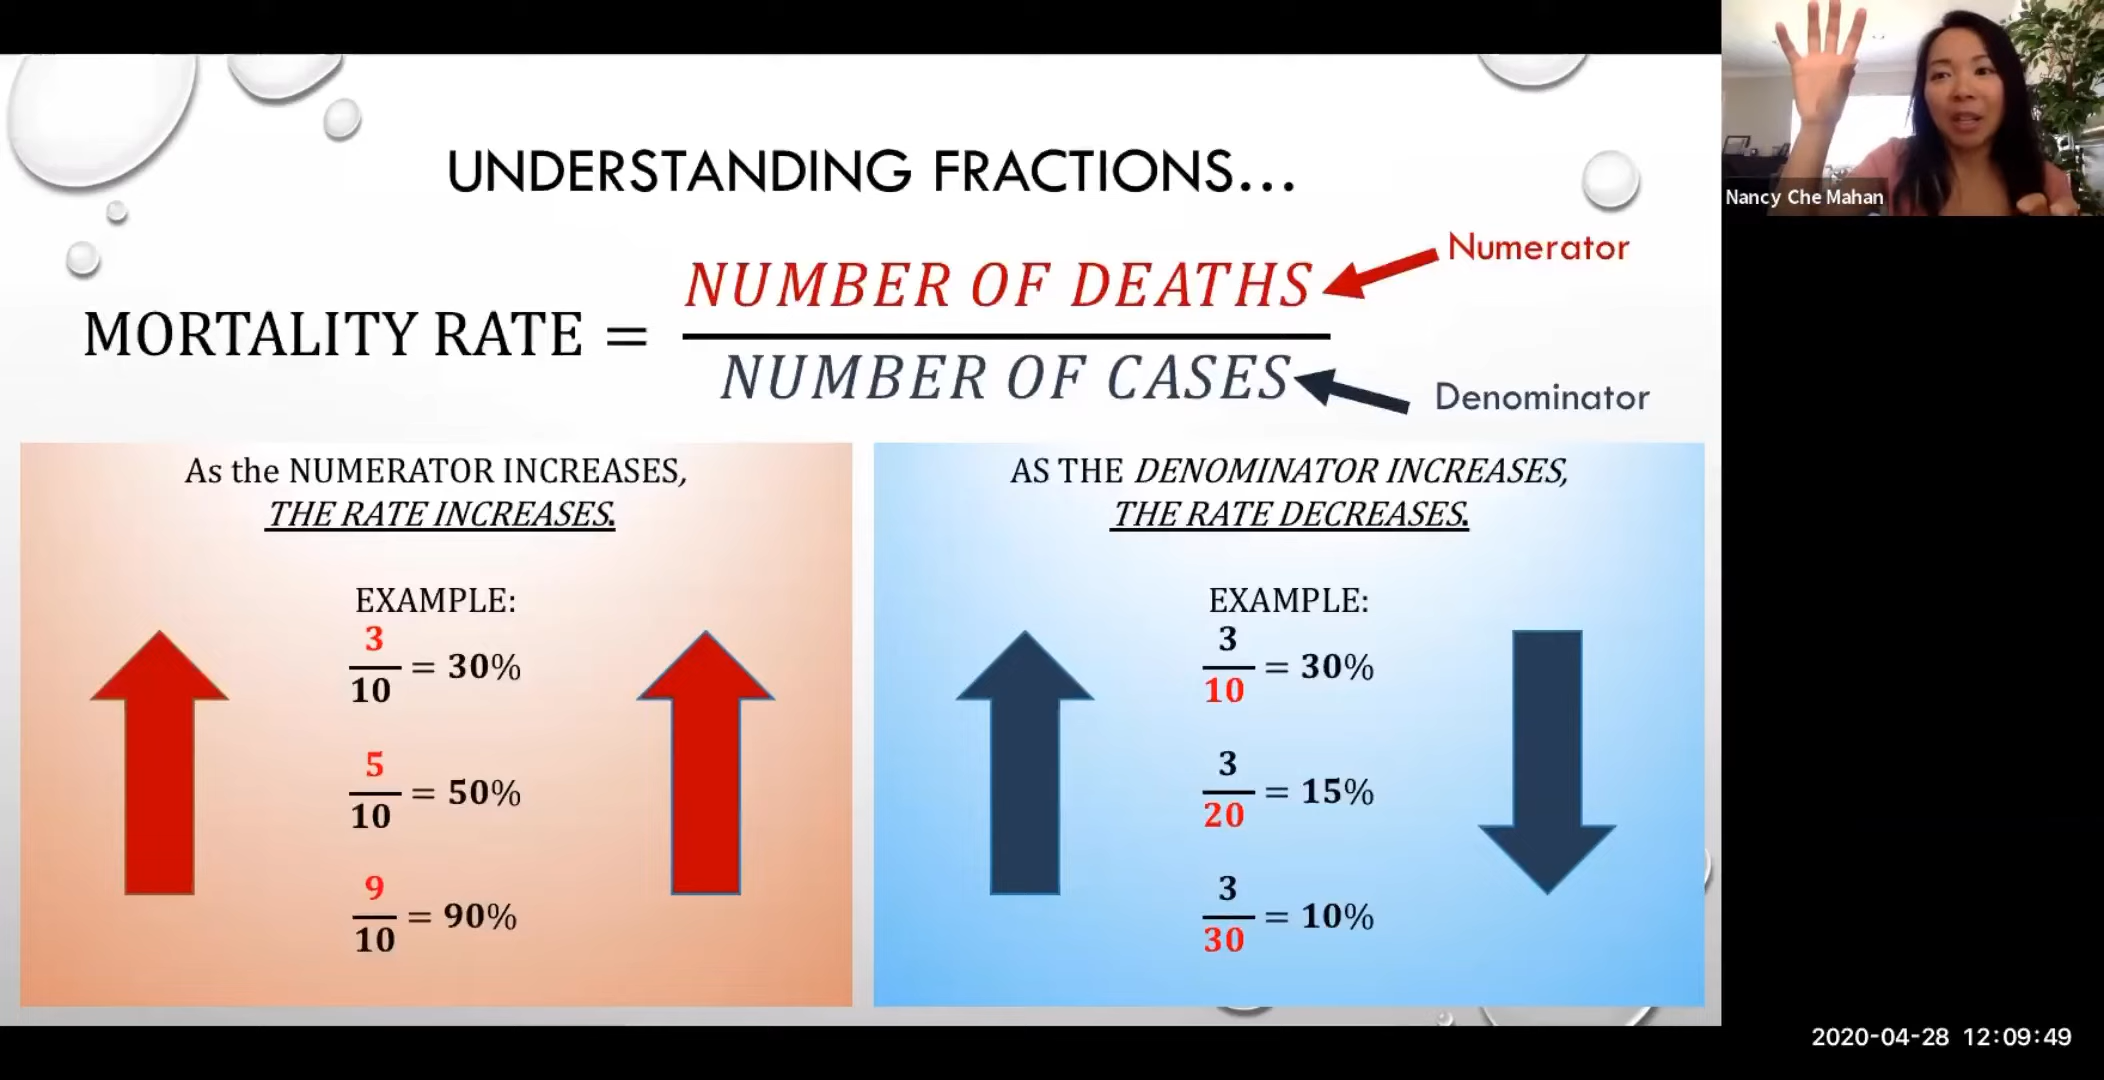 UNDERSTANDING FRACTIONS...
MORTALITY RATE = NUMBER OF DEATHS / NUMBER OF CASES
Numerator
Denominator
As the NUMERATOR INCREASES,
THE RATE INCREASES.
EXAMPLE:
3/10 = 30%
5/10 = 50%
9/10 = 90%
AS THE DENOMINATOR INCREASES,
THE RATE DECREASES.
EXAMPLE:
3/10 = 30%
3/20 = 15%
3/30 = 10%
Nancy Che Mahan
2020-04-28 12:09:49